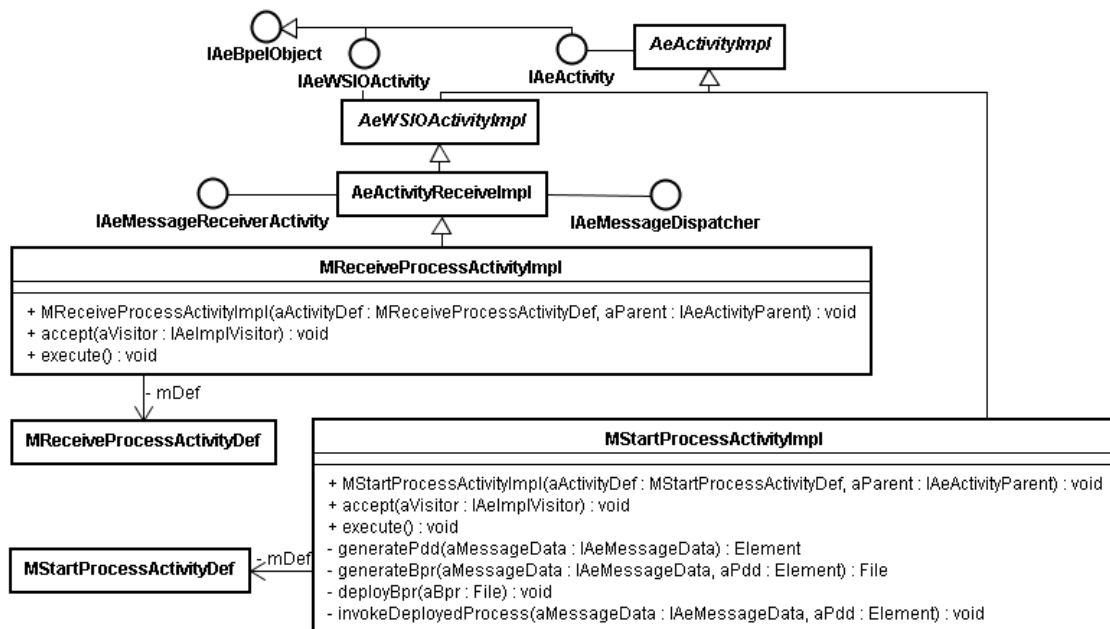 AeActivityImpl
IAeBpelObject
IAeWSIOActivity
IAeActivity
AeWSIOActivityImpl
AeActivityReceiveImpl
IAeMessageReceiverActivity
IAeMessageDispatcher
MReceiveProcessActivityImpl
+ MReceiveProcessActivityImpl(aActivityDef : MReceiveProcessActivityDef, aParent : IAeActivityParent) : void
+ accept(aVisitor : IAeImplVisitor) : void
+ execute() : void
- mDef
MReceiveProcessActivityDef
MStartProcessActivityImpl
+ MStartProcessActivityImpl(aActivityDef : MStartProcessActivityDef, aParent : IAeActivityParent) : void
+ accept(aVisitor : IAeImplVisitor) : void
+ execute() : void
- generatePdd(aMessageData : IAeMessageData) : Element
- generateBpr(aMessageData : IAeMessageData, aPdd : Element) : File
- deployBpr(aBpr : File) : void
- invokeDeployedProcess(aMessageData : IAeMessageData, aPdd : Element) : void
- mDef
MStartProcessActivityDef